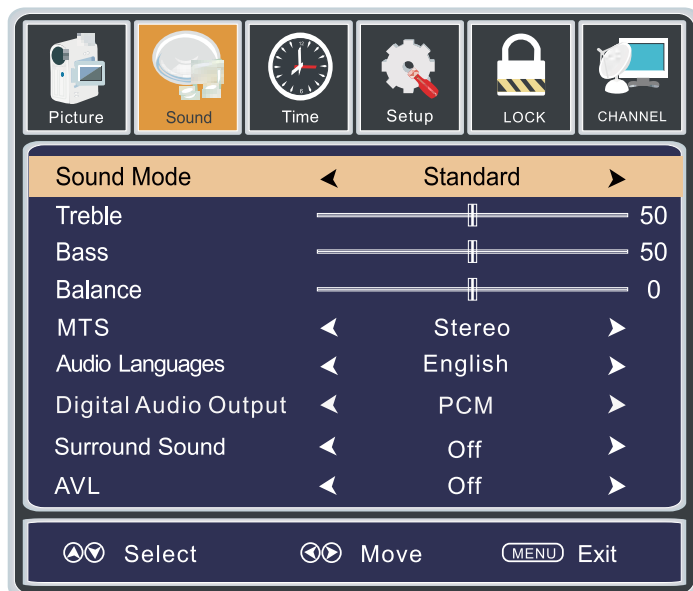 Picture Sound Time Setup LOCK CHANNEL
Sound Mode Standard
Treble 50
Bass 50
Balance 0
MTS Stereo
Audio Languages English
Digital Audio Output PCM
Surround Sound Off
AVL Off
Select Move MENU Exit